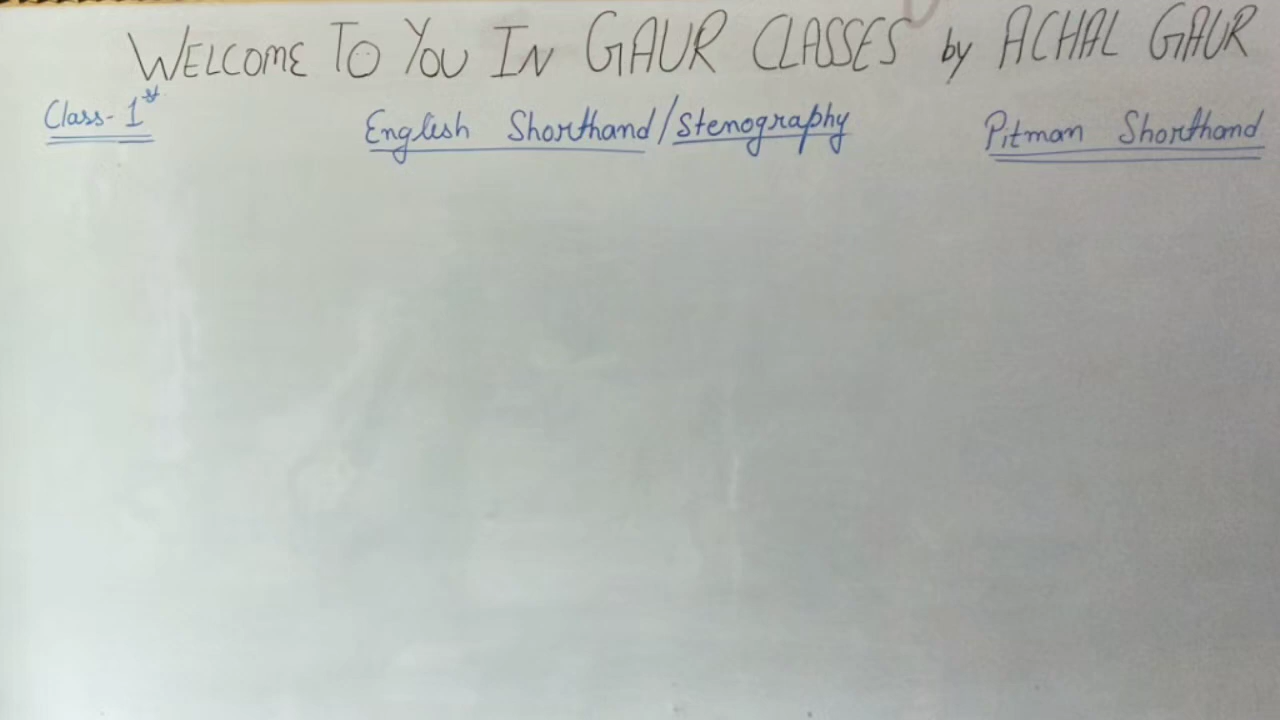 WELCOME TO YOU IN GAUR CLASSES by ACHAL GAUR
Class-1st English Shorthand/Stenography Pitman Shorthand